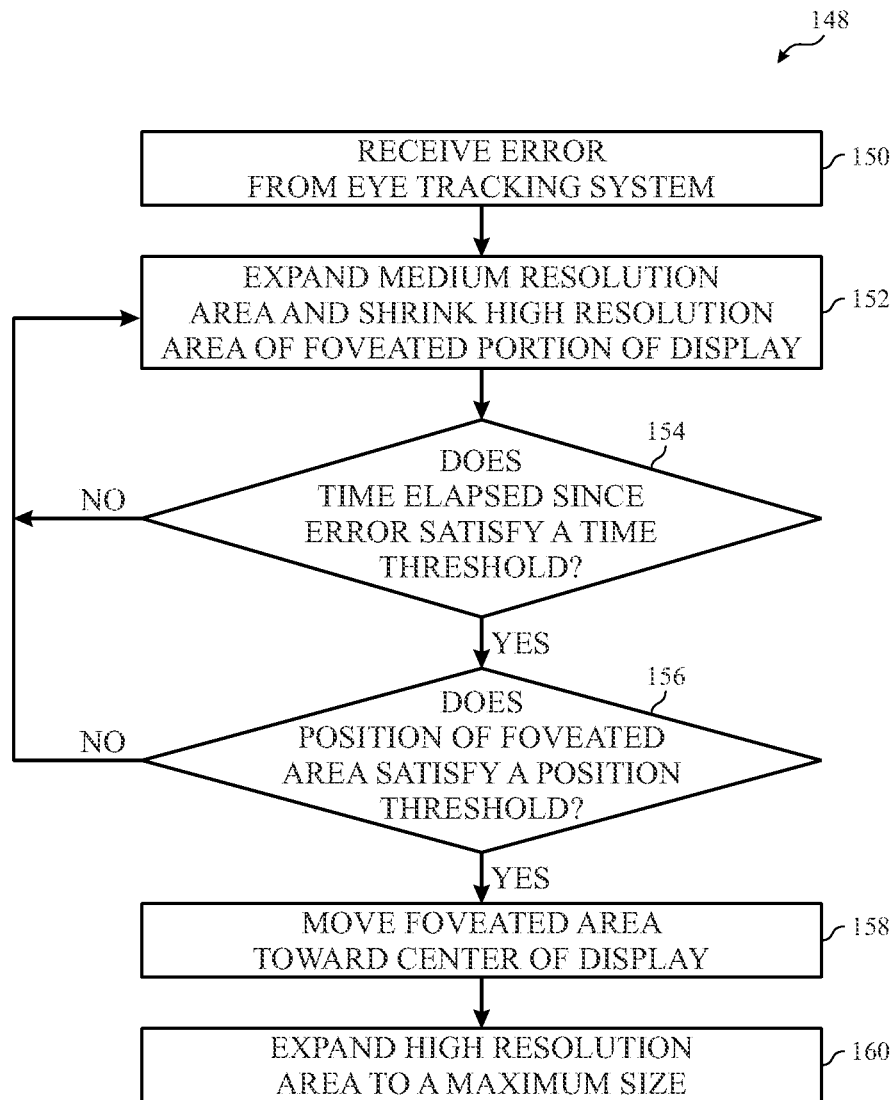 148
RECEIVE ERROR
FROM EYE TRACKING SYSTEM
150
EXPAND MEDIUM RESOLUTION
AREA AND SHRINK HIGH RESOLUTION
AREA OF FOVEATED PORTION OF DISPLAY
152
154
DOES
TIME ELAPSED SINCE
ERROR SATISFY A TIME
THRESHOLD?
NO
YES
156
DOES
POSITION OF FOVEATED
AREA SATISFY A POSITION
THRESHOLD?
NO
YES
MOVE FOVEATED AREA
TOWARD CENTER OF DISPLAY
158
EXPAND HIGH RESOLUTION
AREA TO A MAXIMUM SIZE
160